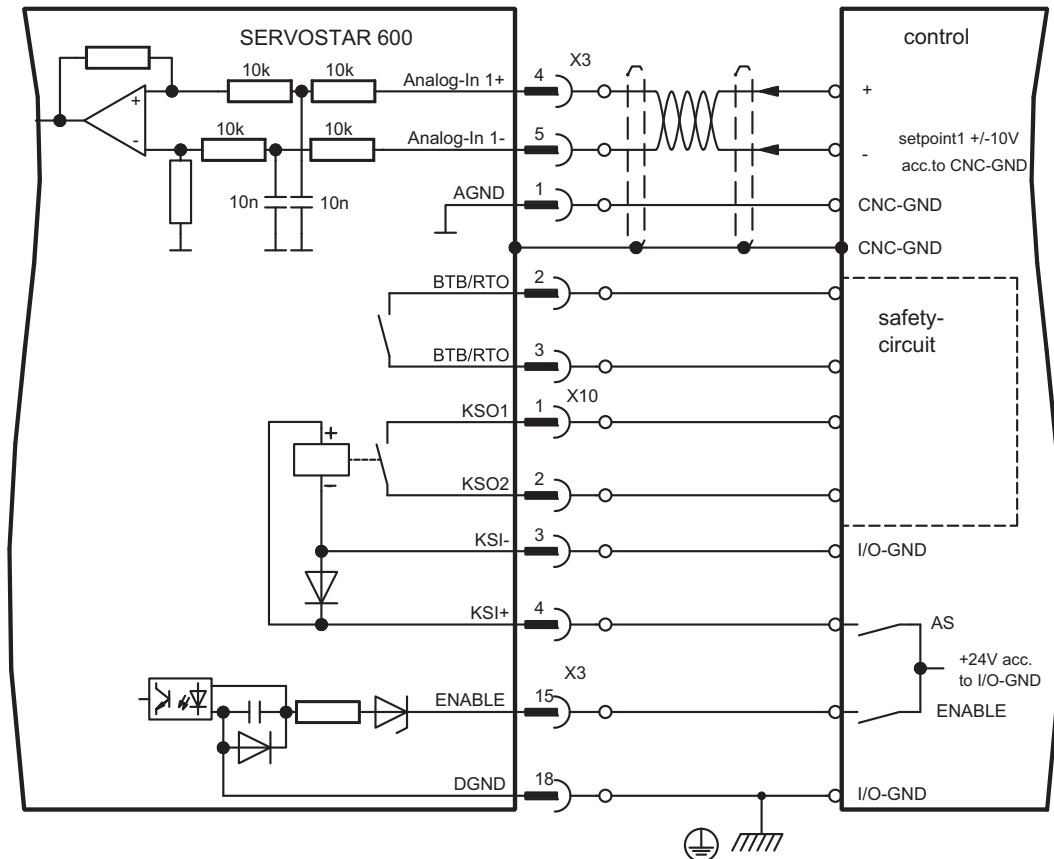 SERVOSTAR 600
control
X3
10k
10k
Analog-In 1+
4
+
+
-
10k
10k
Analog-In 1-
5
-
setpoint1 +/-10V
acc.to CNC-GND
10n
10n
AGND
1
CNC-GND
CNC-GND
BTB/RTO
2
safety-
circuit
BTB/RTO
3
X10
KSO1
1
+
KSO2
2
–
KSI-
3
I/O-GND
KSI+
4
AS
+24V acc.
to I/O-GND
X3
ENABLE
15
ENABLE
DGND
18
I/O-GND